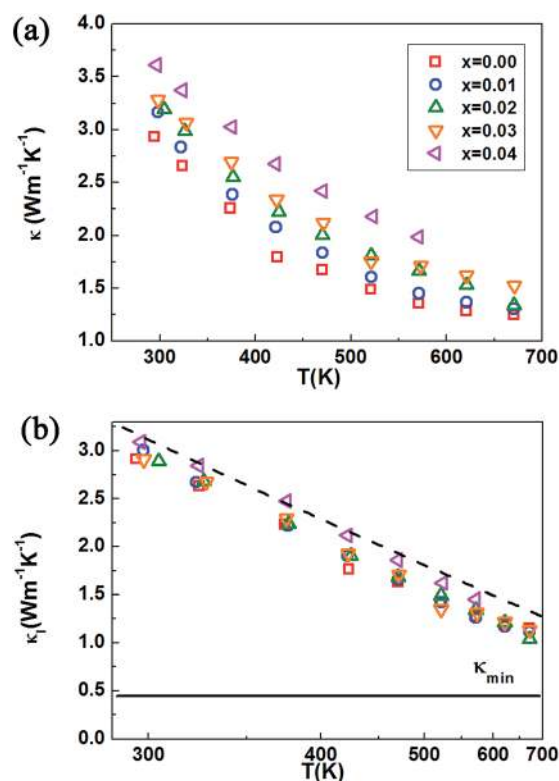 (a)
4.0
3.5
3.0
2.5
2.0
1.5
1.0
κ (Wm⁻¹K⁻¹)
x=0.00
x=0.01
x=0.02
x=0.03
x=0.04
300 400 500 600 700
T(K)
(b)
3.0
2.5
2.0
1.5
1.0
0.5
0.0
κₗ(Wm⁻¹K⁻¹)
κmin
300 400 500 600 700
T(K)